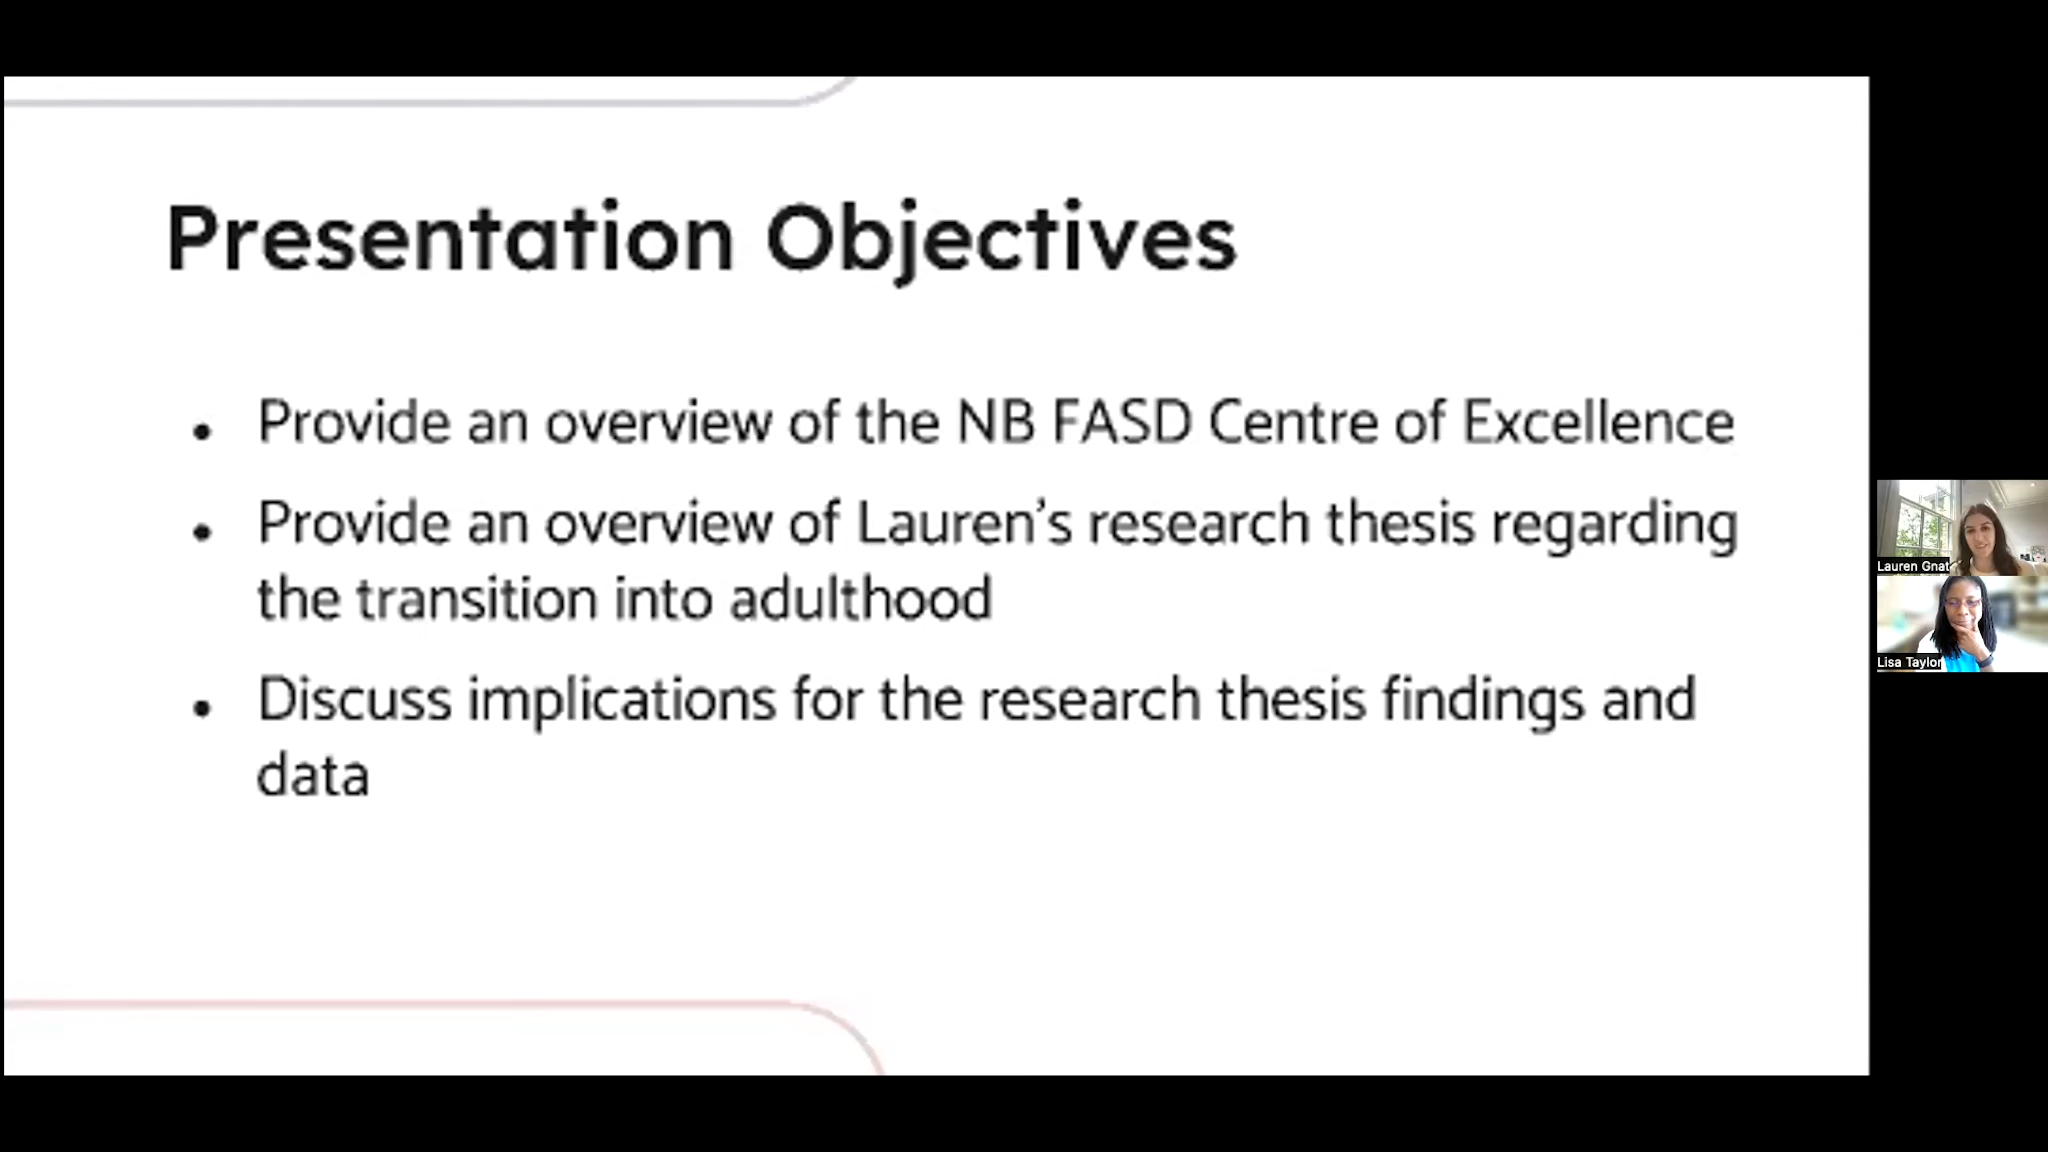 Presentation Objectives
• Provide an overview of the NB FASD Centre of Excellence
• Provide an overview of Lauren’s research thesis regarding
the transition into adulthood
• Discuss implications for the research thesis findings and
data
Lauren Gnat
Lisa Taylor